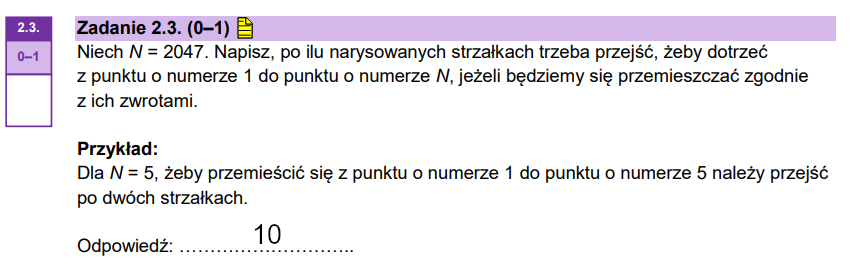 2.3.
0–1
Zadanie 2.3. (0–1)
Niech N = 2047. Napisz, po ilu narysowanych strzałkach trzeba przejść, żeby dotrzeć
z punktu o numerze 1 do punktu o numerze N, jeżeli będziemy się przemieszczać zgodnie
z ich zwrotami.
Przykład:
Dla N = 5, żeby przemieścić się z punktu o numerze 1 do punktu o numerze 5 należy przejść
po dwóch strzałkach.
Odpowiedź: ………………………..
10